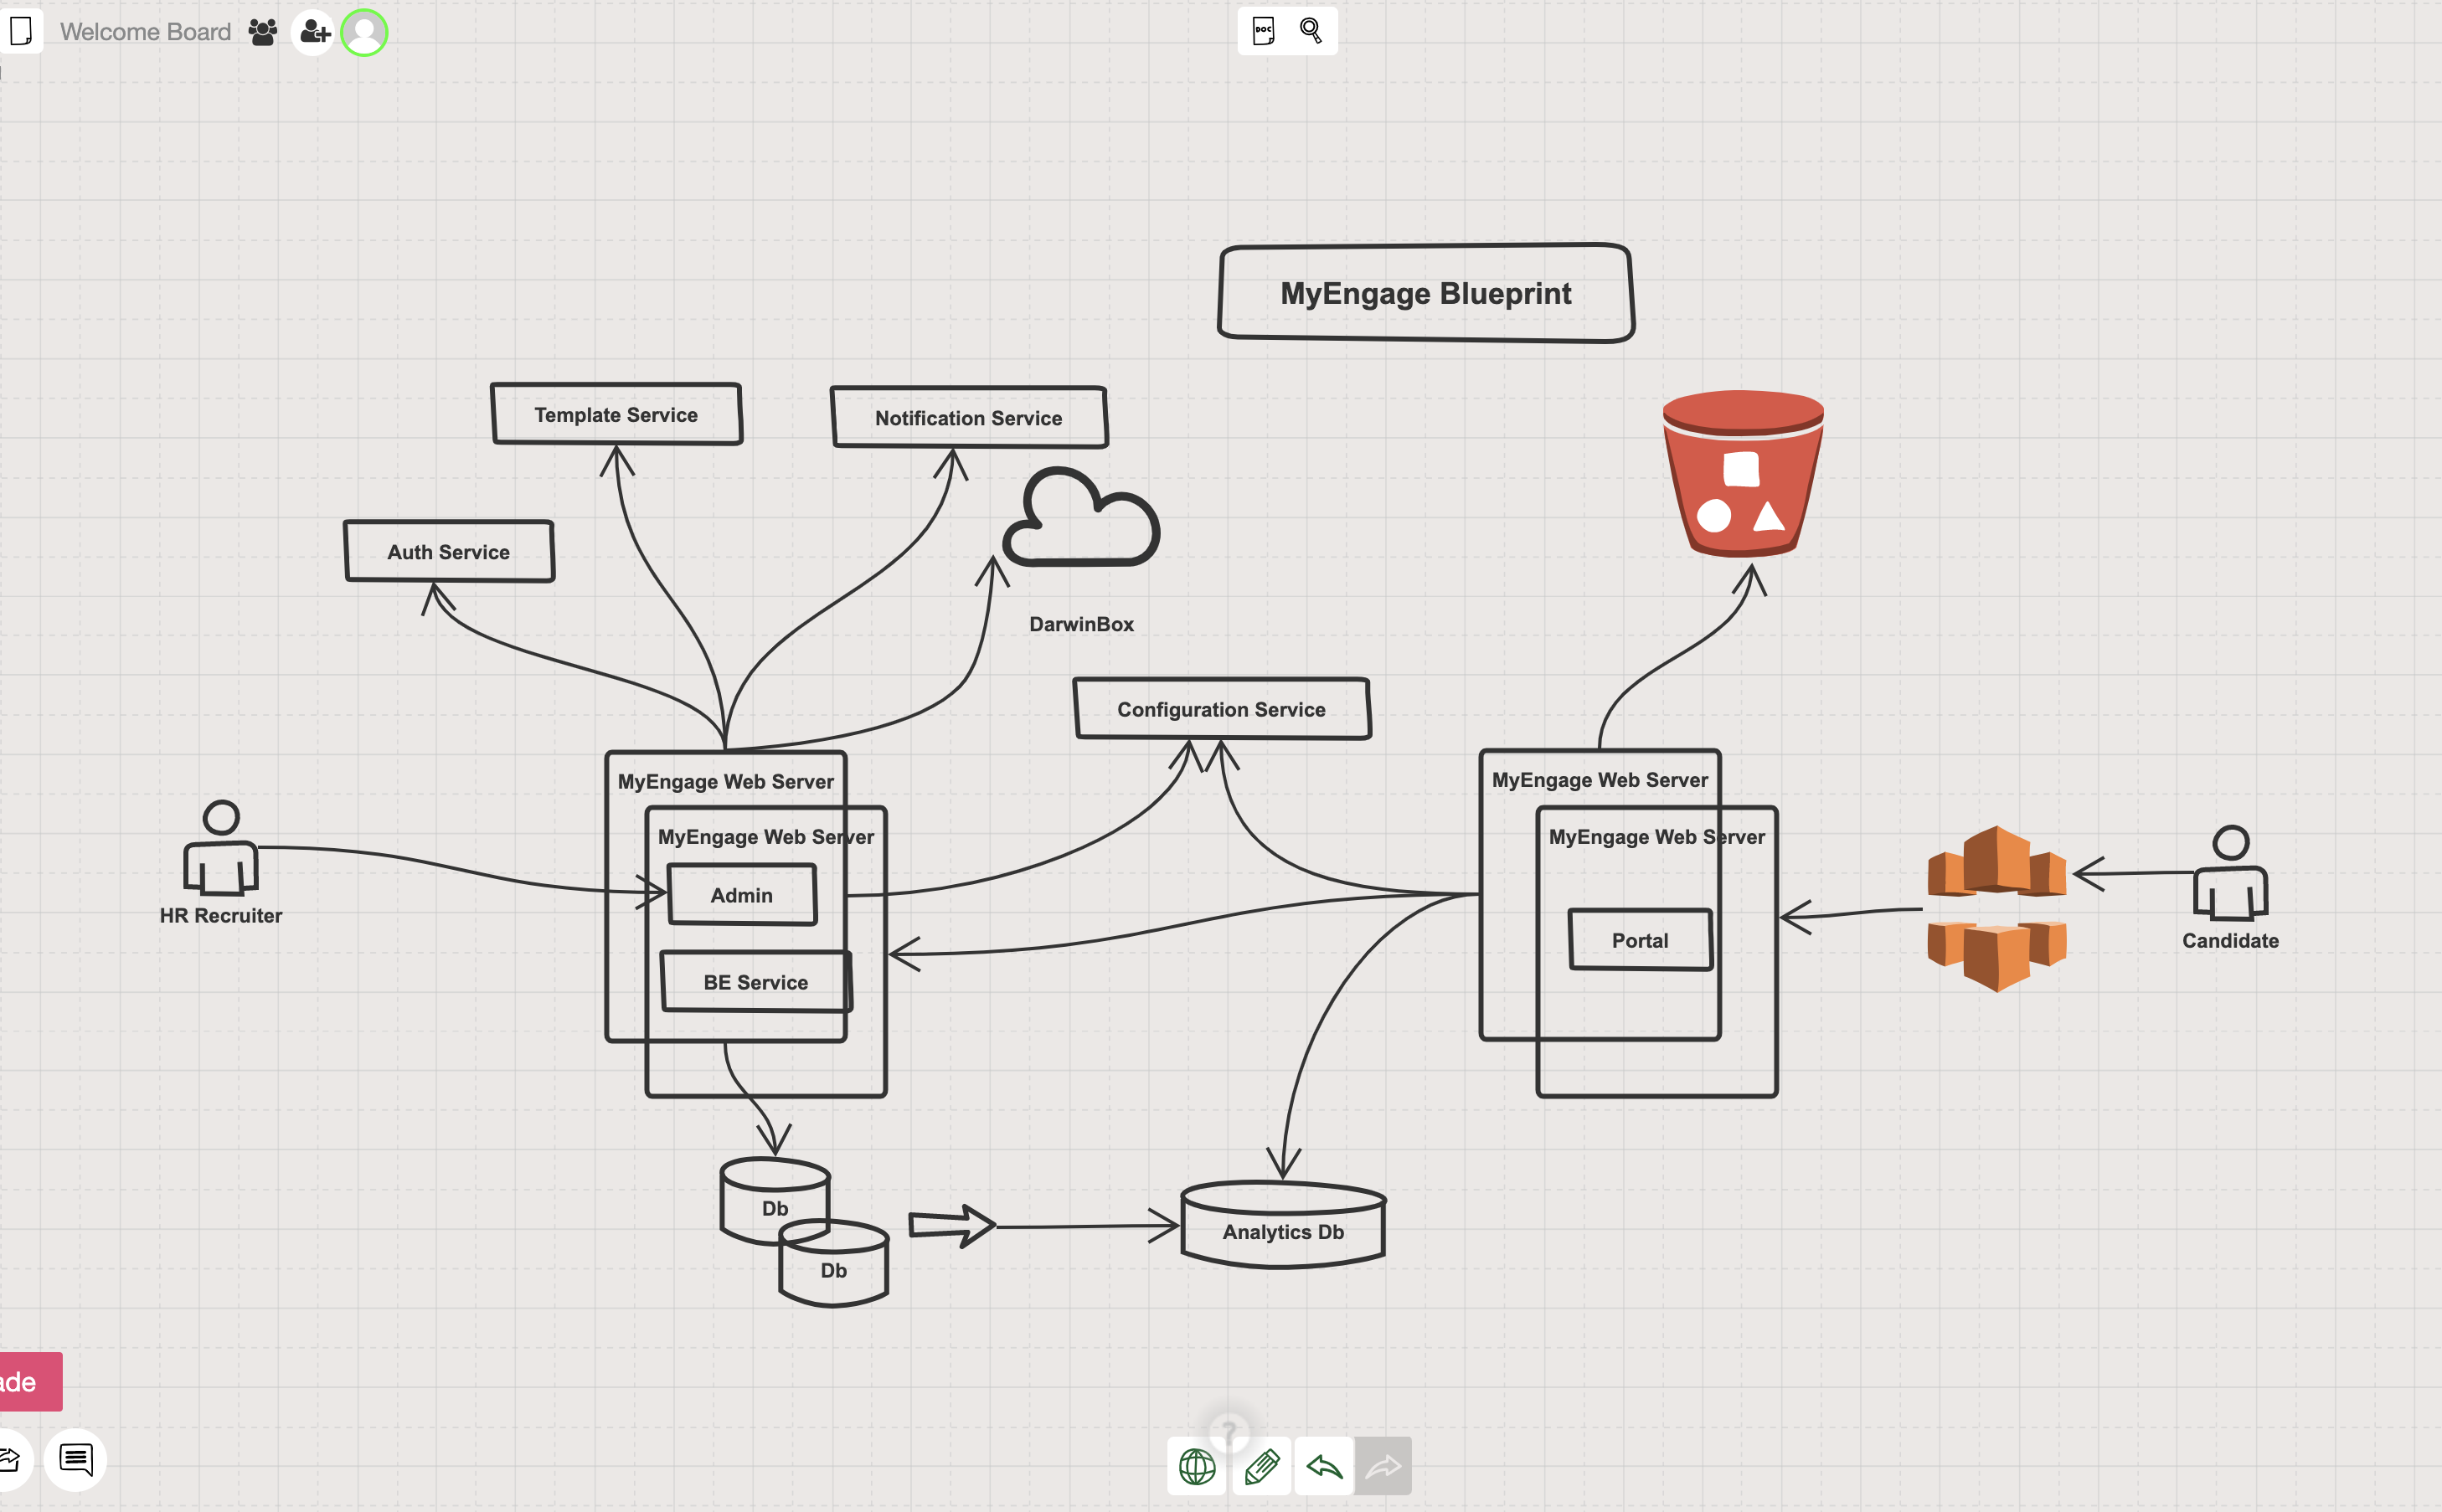 Welcome Board
DOC
MyEngage Blueprint
Template Service
Notification Service
Auth Service
DarwinBox
Configuration Service
MyEngage Web Server
MyEngage Web Server
MyEngage Web Server
MyEngage Web Server
Admin
HR Recruiter
Portal
Candidate
BE Service
Db
Analytics Db
Db
ade
?